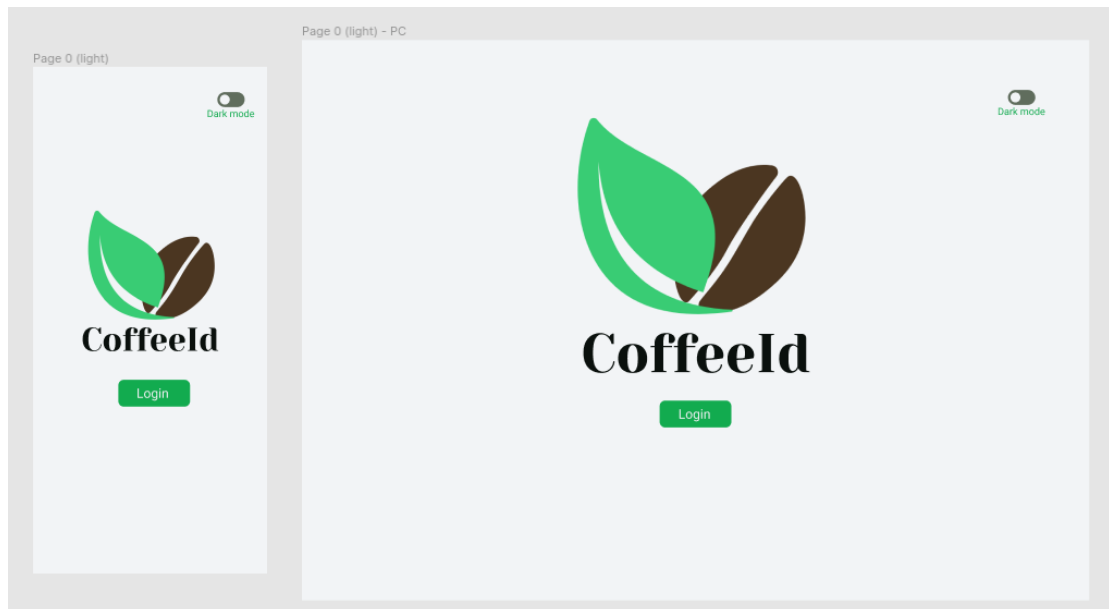 Page 0 (light)
Dark mode
CoffeeId
Login
Page 0 (light) - PC
Dark mode
CoffeeId
Login